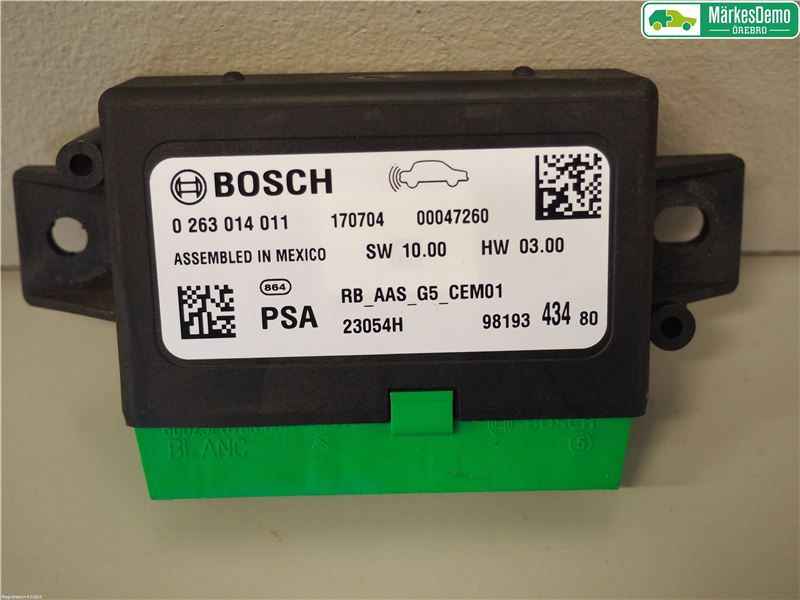 MärkesDemo
ÖREBRO
BOSCH
0 263 014 011 170704 00047260
ASSEMBLED IN MEXICO SW 10.00 HW 03.00
864 RB_AAS_G5_CEM01
PSA 23054H 98193 434 80
BOSCH
BLANC 5